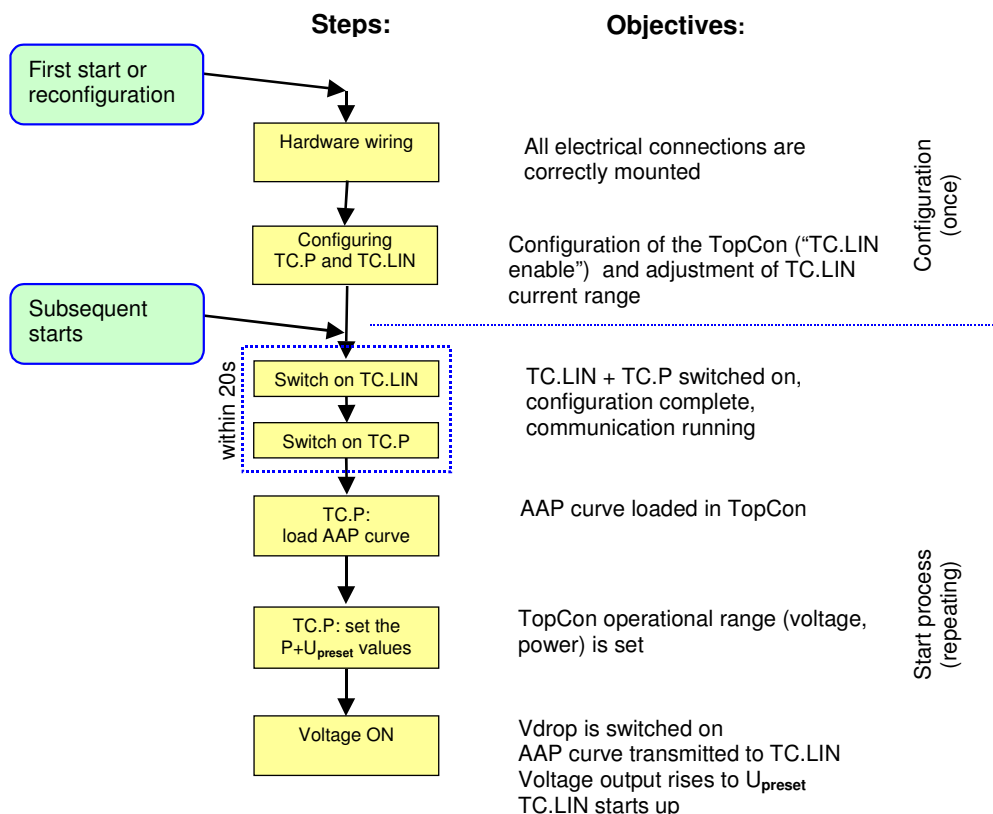 Steps:
Objectives:
First start or
reconfiguration
Hardware wiring
All electrical connections are
correctly mounted
Configuration
(once)
Configuring
TC.P and TC.LIN
Configuration of the TopCon (“TC.LIN
enable”)  and adjustment of TC.LIN
current range
Subsequent
starts
within 20s
Switch on TC.LIN
Switch on TC.P
TC.LIN + TC.P switched on,
configuration complete,
communication running
TC.P:
load AAP curve
AAP curve loaded in TopCon
Start process
(repeating)
TC.P: set the
P+Upreset values
TopCon operational range (voltage,
power) is set
Voltage ON
Vdrop is switched on
AAP curve transmitted to TC.LIN
Voltage output rises to Upreset
TC.LIN starts up